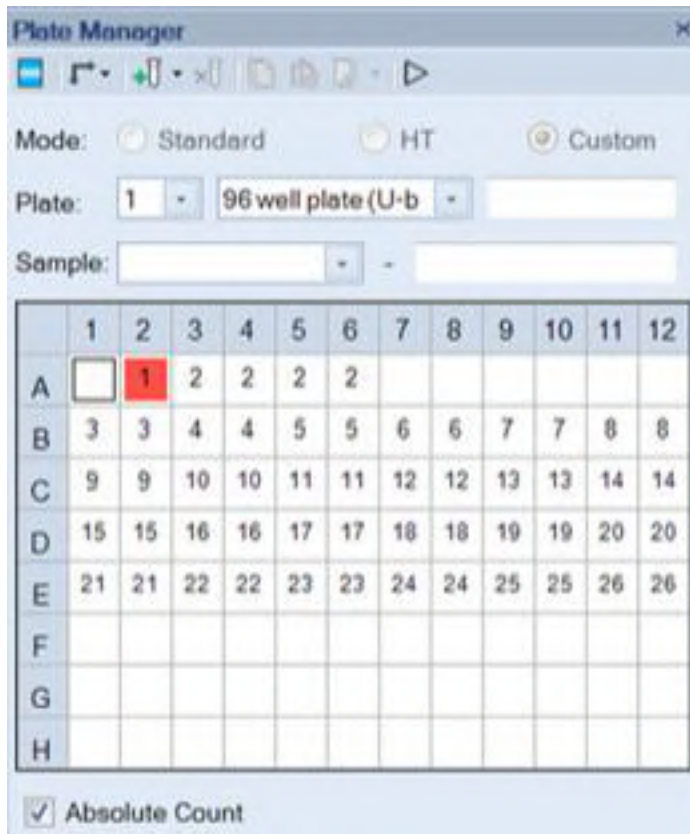 Plate Manager
Mode: Standard HT Custom
Plate: 1 96 well plate (U-b
Sample: -
1 2 3 4 5 6 7 8 9 10 11 12
A 1 2 2 2 2
B 3 3 4 4 5 5 6 6 7 7 8 8
C 9 9 10 10 11 11 12 12 13 13 14 14
D 15 15 16 16 17 17 18 18 19 19 20 20
E 21 21 22 22 23 23 24 24 25 25 26 26
F
G
H
Absolute Count